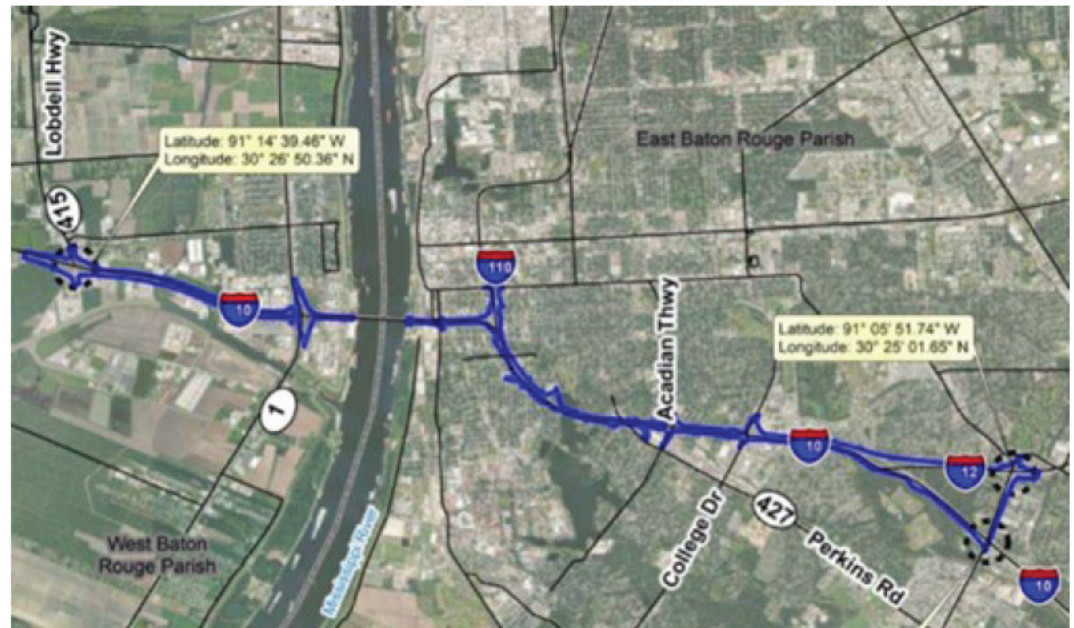 Lobdell Hwy
Latitude: 91° 14' 39.46" W
Longitude: 30° 26' 50.36" N
East Baton Rouge Parish
415
110
10
Acadian Thwy
Latitude: 91° 05' 51.74" W
Longitude: 30° 25' 01.65" N
1
10
12
427
College Dr
Perkins Rd
West Baton
Rouge Parish
Mississippi River
10